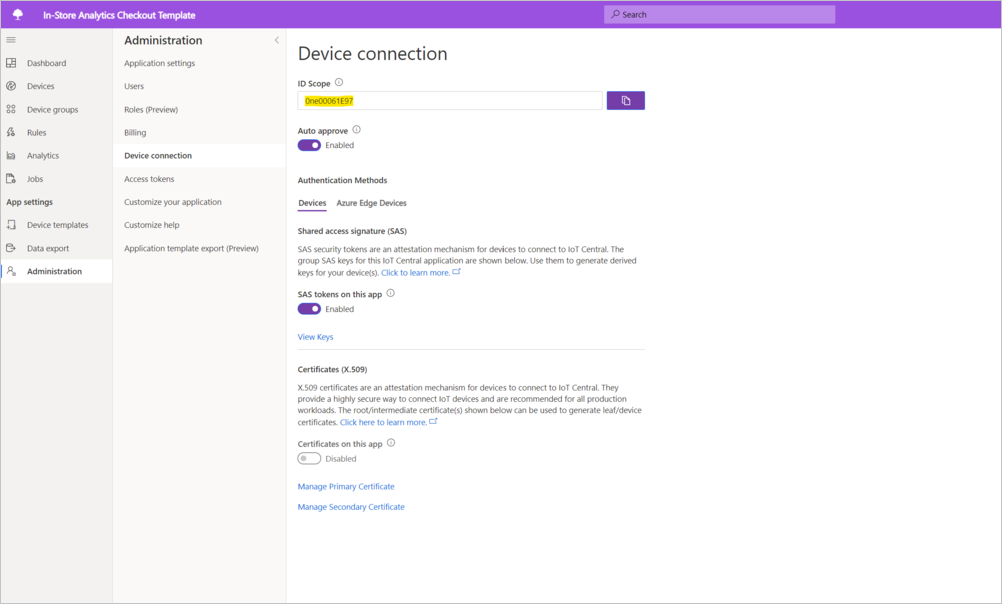 In-Store Analytics Checkout Template
Search
Dashboard
Devices
Device groups
Rules
Analytics
Jobs
App settings
Device templates
Data export
Administration
Administration
Application settings
Users
Roles (Preview)
Billing
Device connection
Access tokens
Customize your application
Customize help
Application template export (Preview)
Device connection
ID Scope
0ne00061E97
Auto approve
Enabled
Authentication Methods
Devices Azure Edge Devices
Shared access signature (SAS)
SAS security tokens are an attestation mechanism for devices to connect to IoT Central. The
group SAS keys for this IoT Central application are shown below. Use them to generate derived
keys for your device(s). Click to learn more.
SAS tokens on this app
Enabled
View Keys
Certificates (X.509)
X.509 certificates are an attestation mechanism for devices to connect to IoT Central. They
provide a highly secure way to connect IoT devices and are recommended for all production
workloads. The root/intermediate certificate(s) shown below can be used to generate leaf/device
certificates. Click here to learn more.
Certificates on this app
Disabled
Manage Primary Certificate
Manage Secondary Certificate